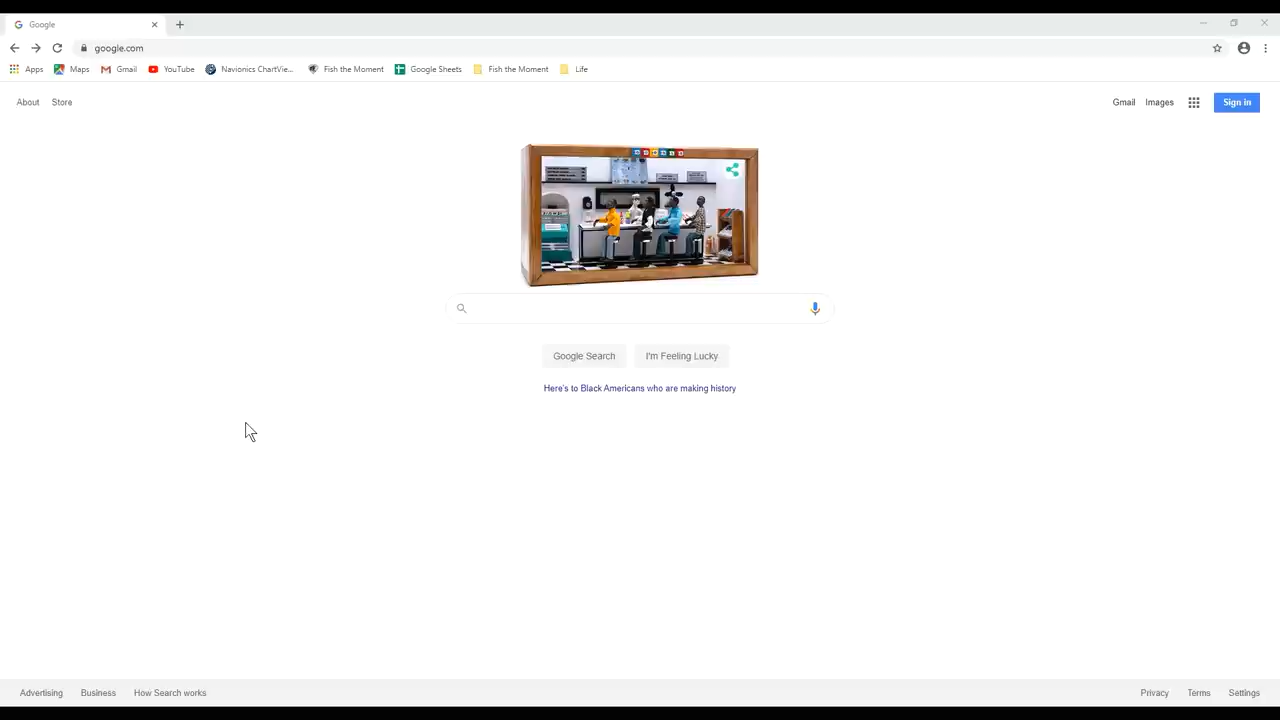 Google
google.com
Apps Maps Gmail YouTube Navionics ChartVie... Fish the Moment Google Sheets Fish the Moment Life
About Store Gmail Images Sign in
Google Search I'm Feeling Lucky
Here's to Black Americans who are making history
Advertising Business How Search works Privacy Terms Settings